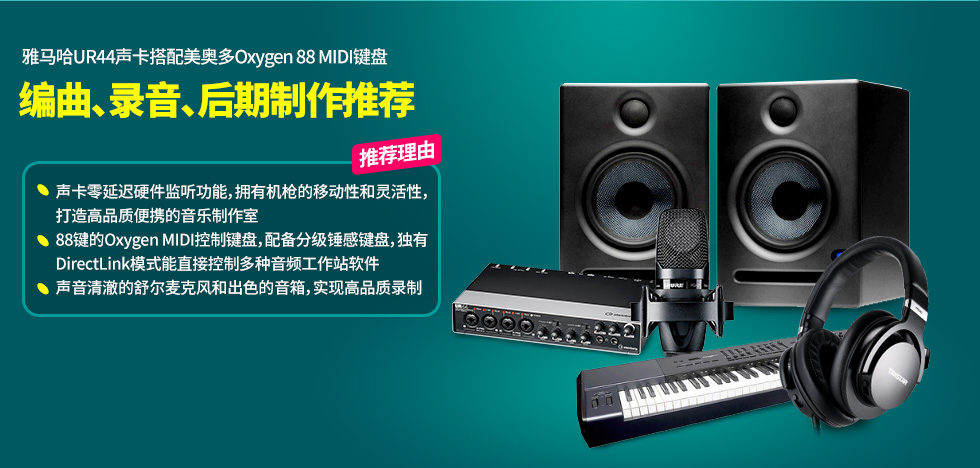 雅马哈UR44声卡搭配美奥多Oxygen 88 MIDI键盘
编曲、录音、后期制作推荐
推荐理由
声卡零延迟硬件监听功能，拥有机枪的移动性和灵活性，
打造高品质便携的音乐制作室
88键的Oxygen MIDI控制键盘，配备分级锤感键盘，独有
DirectLink模式能直接控制多种音频工作站软件
声音清澈的舒尔麦克风和出色的音箱，实现高品质录制
TAKSTAR